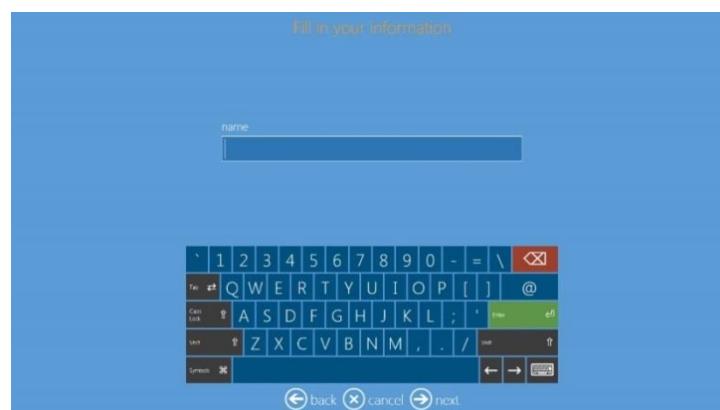 Fill in your information
name
` 1 2 3 4 5 6 7 8 9 0 - = \
Tab Q W E R T Y U I O P [ ] @
Caps Lock A S D F G H J K L ; ' Enter
Shift Z X C V B N M , . / Shift
Symbols
back cancel next